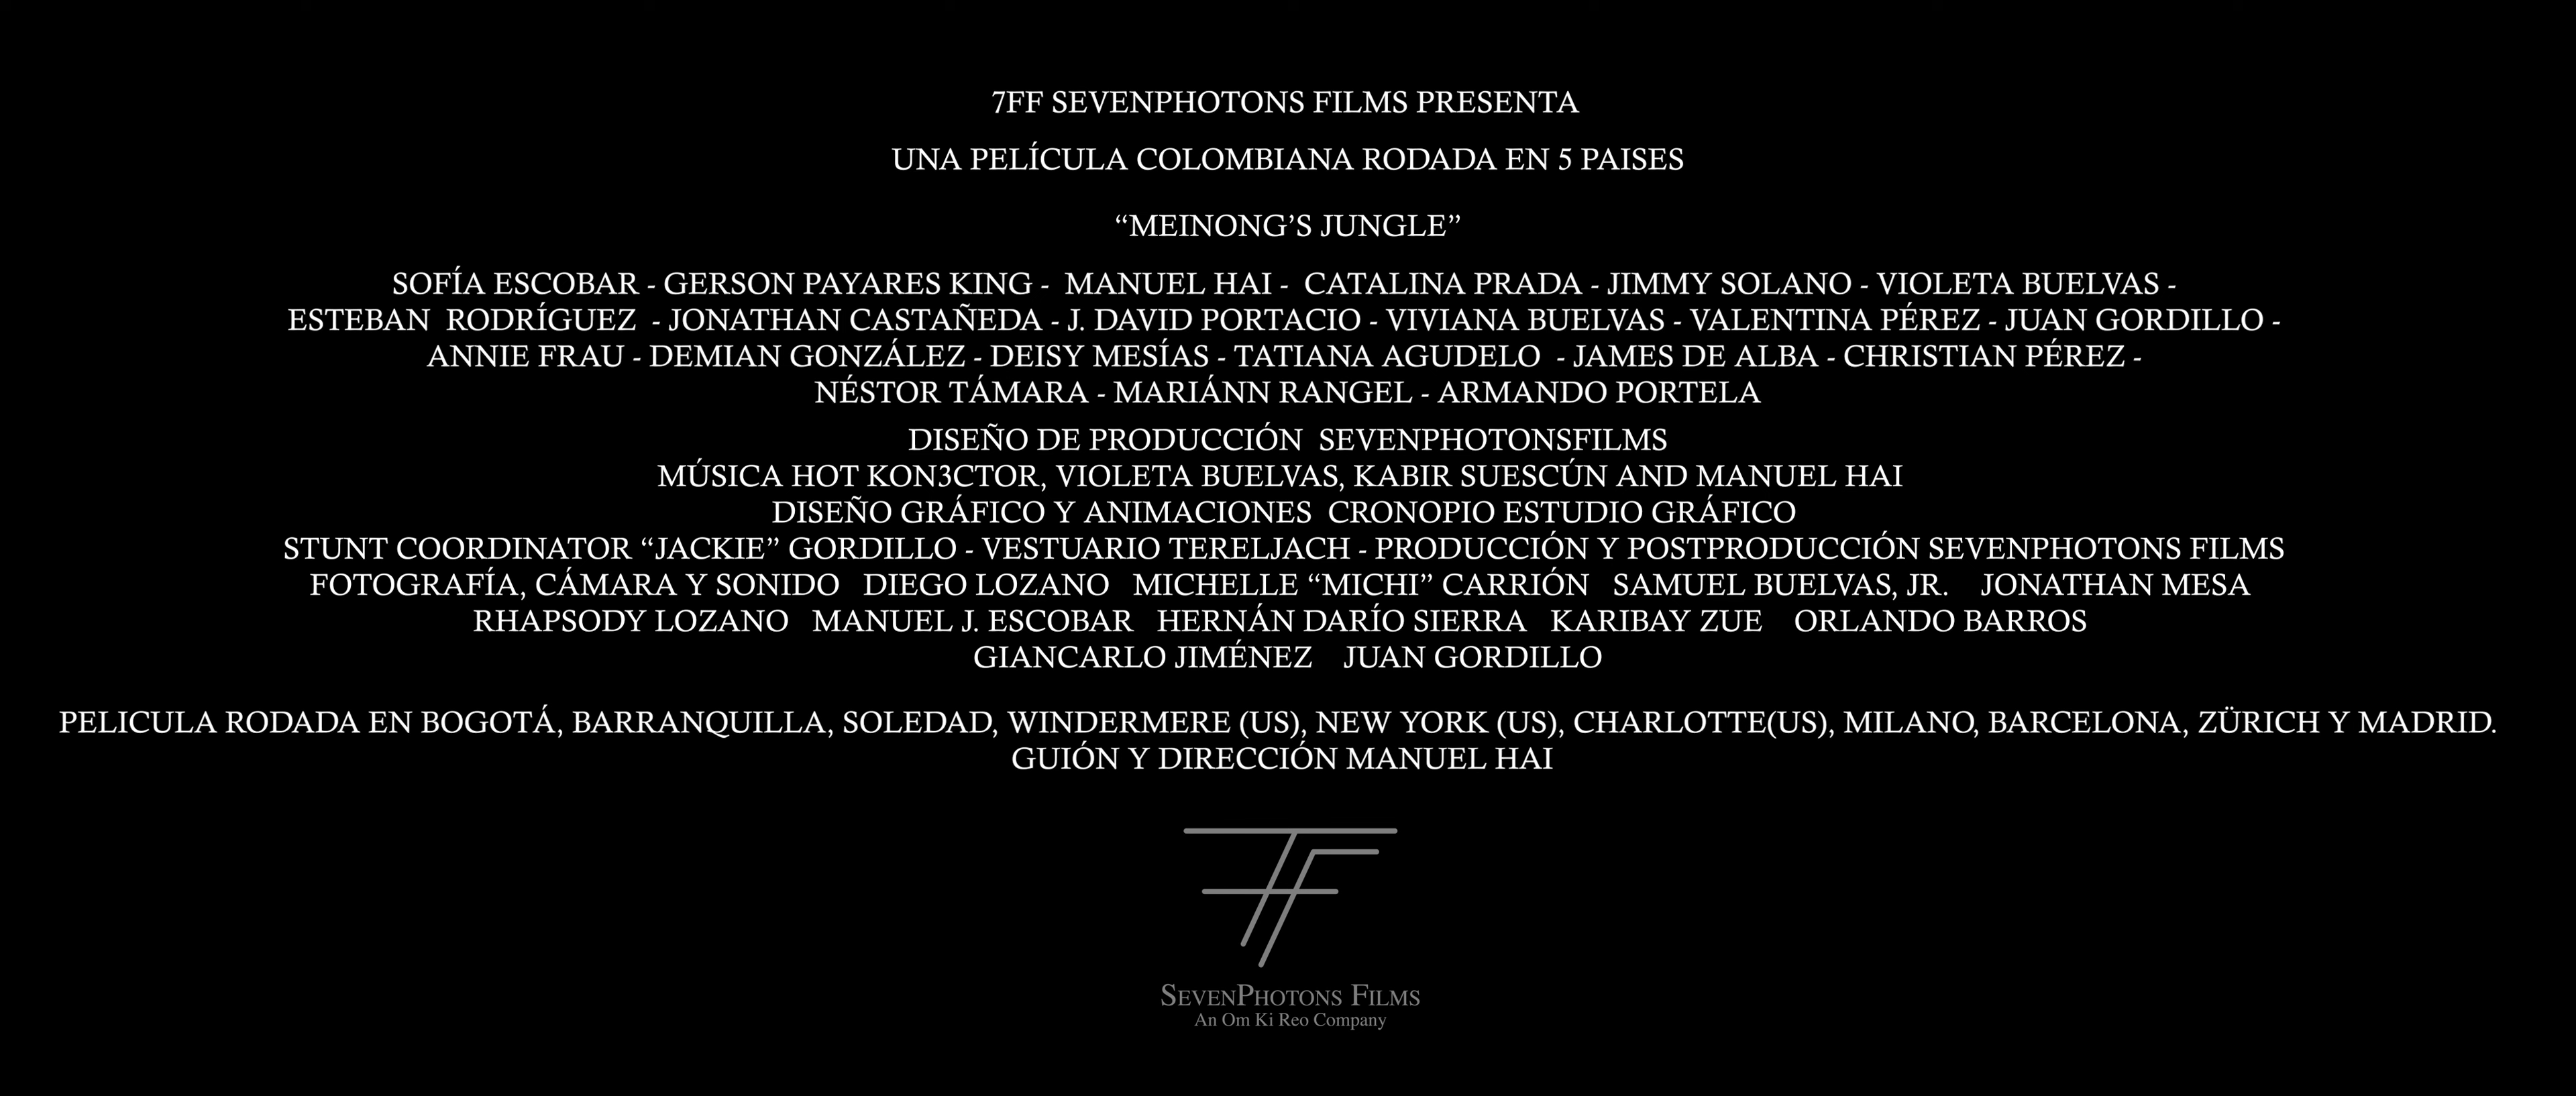 7FF SEVENPHOTONS FILMS PRESENTA
UNA PELÍCULA COLOMBIANA RODADA EN 5 PAISES
“MEINONG’S JUNGLE”
SOFÍA ESCOBAR - GERSON PAYARES KING - MANUEL HAI - CATALINA PRADA - JIMMY SOLANO - VIOLETA BUELVAS -
ESTEBAN RODRÍGUEZ - JONATHAN CASTAÑEDA - J. DAVID PORTACIO - VIVIANA BUELVAS - VALENTINA PÉREZ - JUAN GORDILLO -
ANNIE FRAU - DEMIAN GONZÁLEZ - DEISY MESÍAS - TATIANA AGUDELO - JAMES DE ALBA - CHRISTIAN PÉREZ -
NÉSTOR TÁMARA - MARIÁNN RANGEL - ARMANDO PORTELA
DISEÑO DE PRODUCCIÓN SEVENPHOTONSFILMS
MÚSICA HOT KON3CTOR, VIOLETA BUELVAS, KABIR SUESCÚN AND MANUEL HAI
DISEÑO GRÁFICO Y ANIMACIONES CRONOPIO ESTUDIO GRÁFICO
STUNT COORDINATOR “JACKIE” GORDILLO - VESTUARIO TERELJACH - PRODUCCIÓN Y POSTPRODUCCIÓN SEVENPHOTONS FILMS
FOTOGRAFÍA, CÁMARA Y SONIDO DIEGO LOZANO MICHELLE “MICHI” CARRIÓN SAMUEL BUELVAS, JR. JONATHAN MESA
RHAPSODY LOZANO MANUEL J. ESCOBAR HERNÁN DARÍO SIERRA KARIBAY ZUE ORLANDO BARROS
GIANCARLO JIMÉNEZ JUAN GORDILLO
PELICULA RODADA EN BOGOTÁ, BARRANQUILLA, SOLEDAD, WINDERMERE (US), NEW YORK (US), CHARLOTTE(US), MILANO, BARCELONA, ZÜRICH Y MADRID.
GUIÓN Y DIRECCIÓN MANUEL HAI
7FF
SEVENPHOTONS FILMS
An Om Ki Reo Company